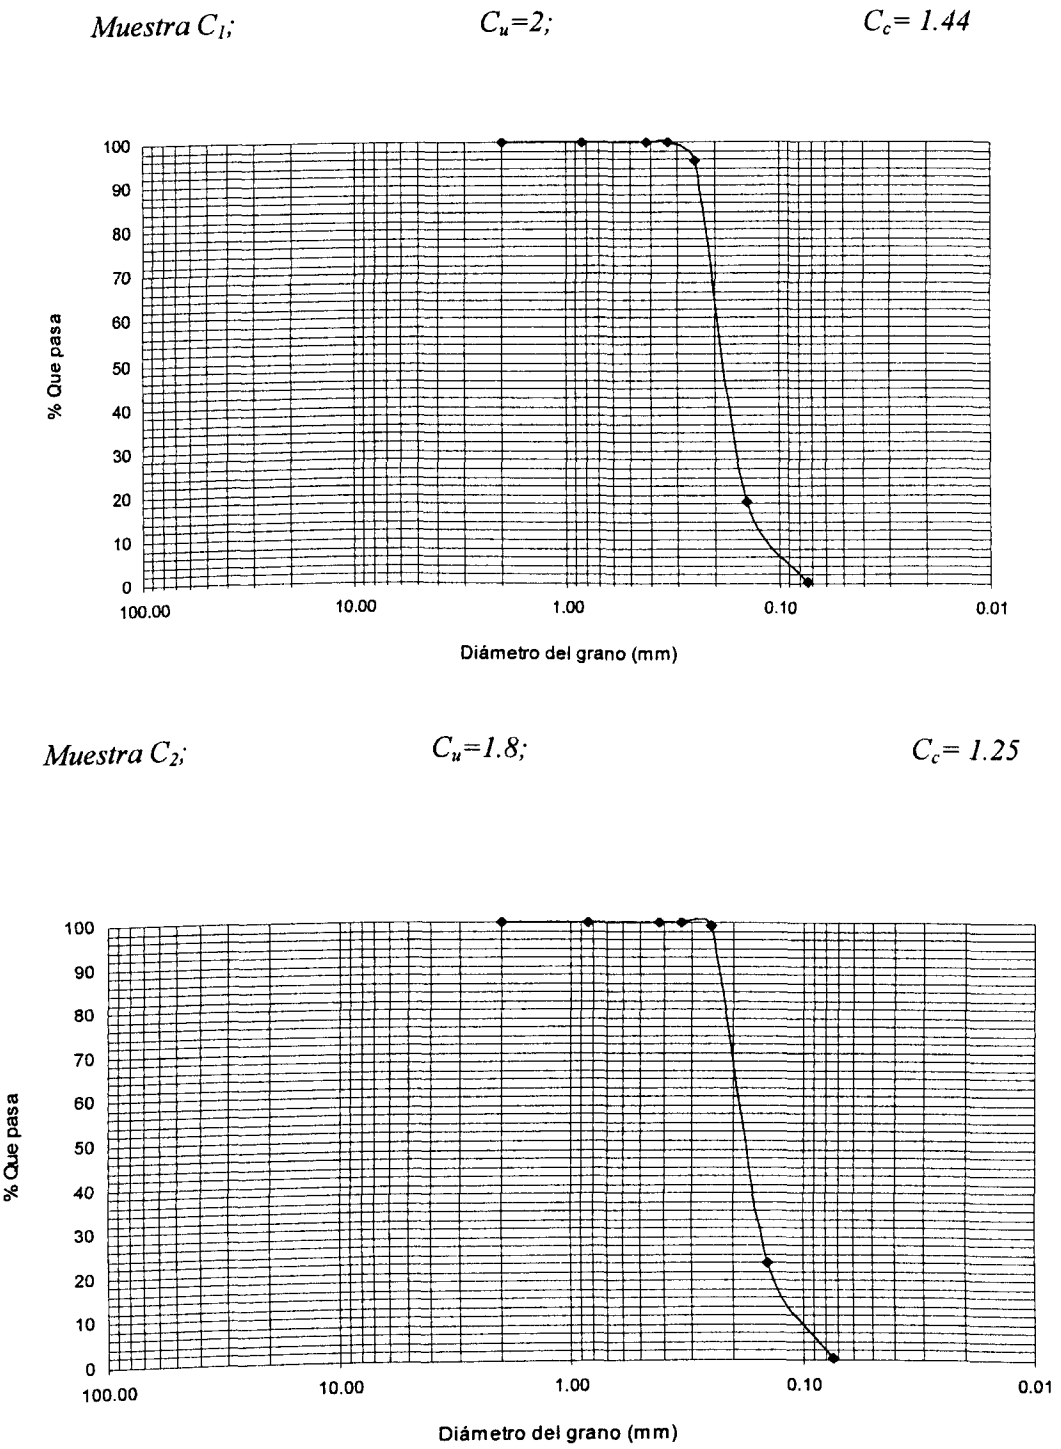 Muestra C1; Cu=2; Cc= 1.44
100
90
80
70
60
50
40
30
20
10
0
% Que pasa
100.00 10.00 1.00 0.10 0.01
Diámetro del grano (mm)
Muestra C2; Cu=1.8; Cc= 1.25
100
90
80
70
60
50
40
30
20
10
0
% Que pasa
100.00 10.00 1.00 0.10 0.01
Diámetro del grano (mm)